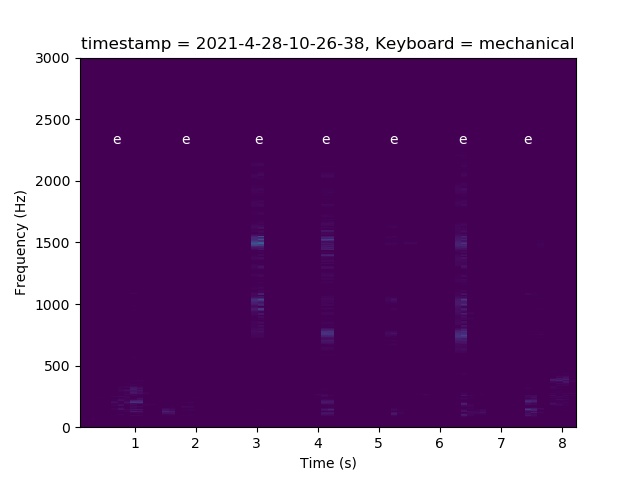 timestamp = 2021-4-28-10-26-38, Keyboard = mechanical
3000
2500
e e e e e e e
2000
1500
1000
500
0
Frequency (Hz)
1 2 3 4 5 6 7 8
Time (s)